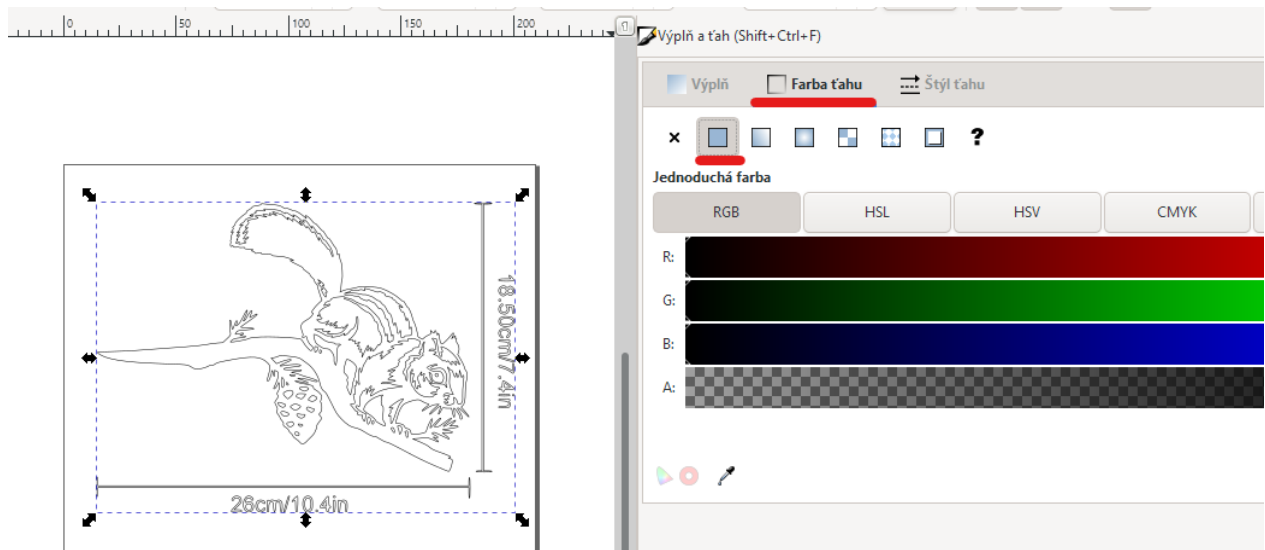 0 50 100 150 200
Výplň a ťah (Shift+Ctrl+F)
Výplň Farba ťahu Štýl ťahu
?
Jednoduchá farba
RGB HSL HSV CMYK
R:
G:
B:
A:
18.50cm/7.4in
26cm/10.4in